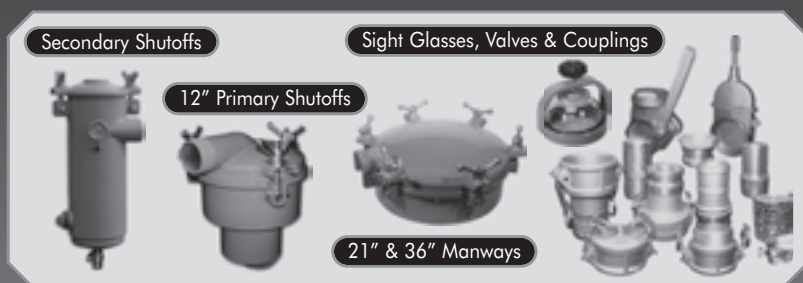 Secondary Shutoffs
Sight Glasses, Valves & Couplings
12” Primary Shutoffs
21” & 36” Manways